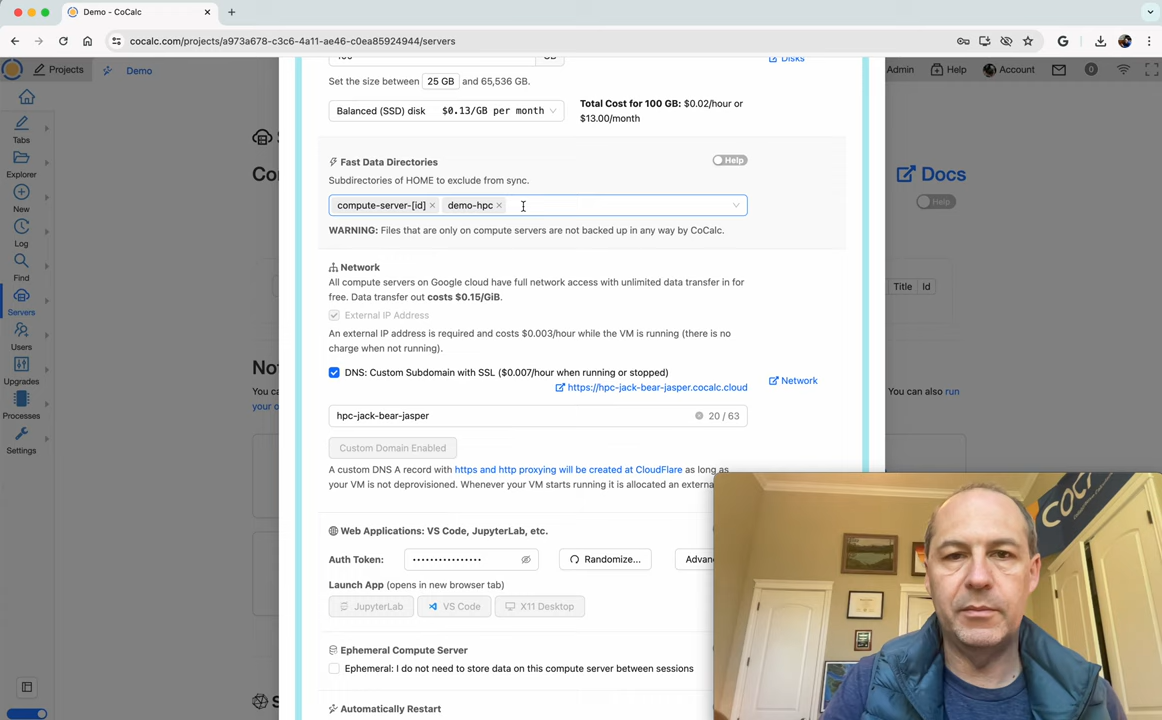 Demo - CoCalc
cocalc.com/projects/a973a678-c3c6-4a11-ae46-c0ea85924944/servers
Projects
Demo
Admin
Help
Account
0
Tabs
Explorer
New
Log
Find
Servers
Users
Upgrades
Processes
Settings
Disks
Set the size between 25 GB and 65,536 GB.
Balanced (SSD) disk $0.13/GB per month
Total Cost for 100 GB: $0.02/hour or
$13.00/month
Fast Data Directories
Help
Subdirectories of HOME to exclude from sync.
compute-server-[id]
demo-hpc
WARNING: Files that are only on compute servers are not backed up in any way by CoCalc.
Network
All compute servers on Google cloud have full network access with unlimited data transfer in for
free. Data transfer out costs $0.15/GiB.
External IP Address
An external IP address is required and costs $0.003/hour while the VM is running (there is no
charge when not running).
DNS: Custom Subdomain with SSL ($0.007/hour when running or stopped)
https://hpc-jack-bear-jasper.cocalc.cloud
Network
hpc-jack-bear-jasper
20 / 63
Custom Domain Enabled
A custom DNS A record with https and http proxying will be created at CloudFlare as long as
your VM is not deprovisioned. Whenever your VM starts running it is allocated an externa
Web Applications: VS Code, JupyterLab, etc.
Auth Token:
Randomize...
Advan
Launch App (opens in new browser tab)
JupyterLab
VS Code
X11 Desktop
Ephemeral Compute Server
Ephemeral: I do not need to store data on this compute server between sessions
Automatically Restart
Co
Docs
Help
Title
Id
No
You ca
your o
You can also run
COCA